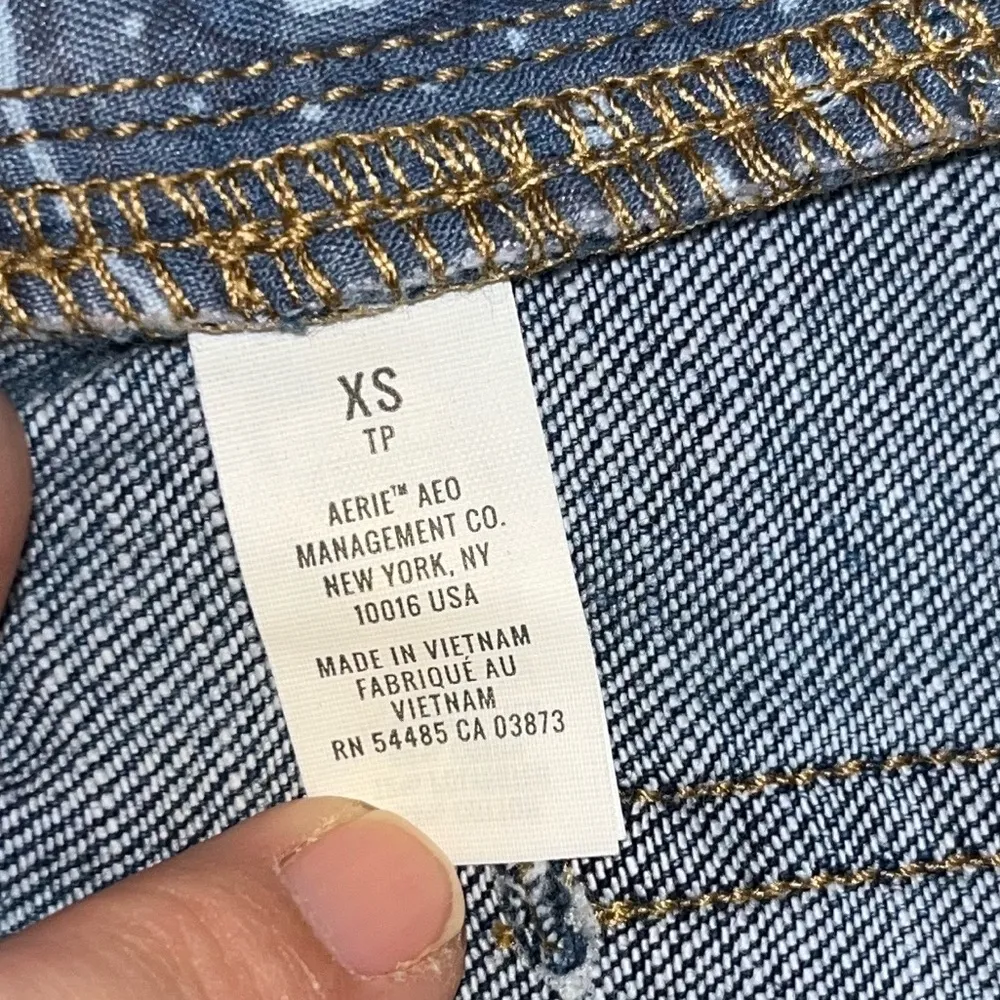 XS
TP
AERIE™ AEO
MANAGEMENT CO.
NEW YORK, NY
10016 USA
MADE IN VIETNAM
FABRIQUÉ AU
VIETNAM
RN 54485 CA 03873